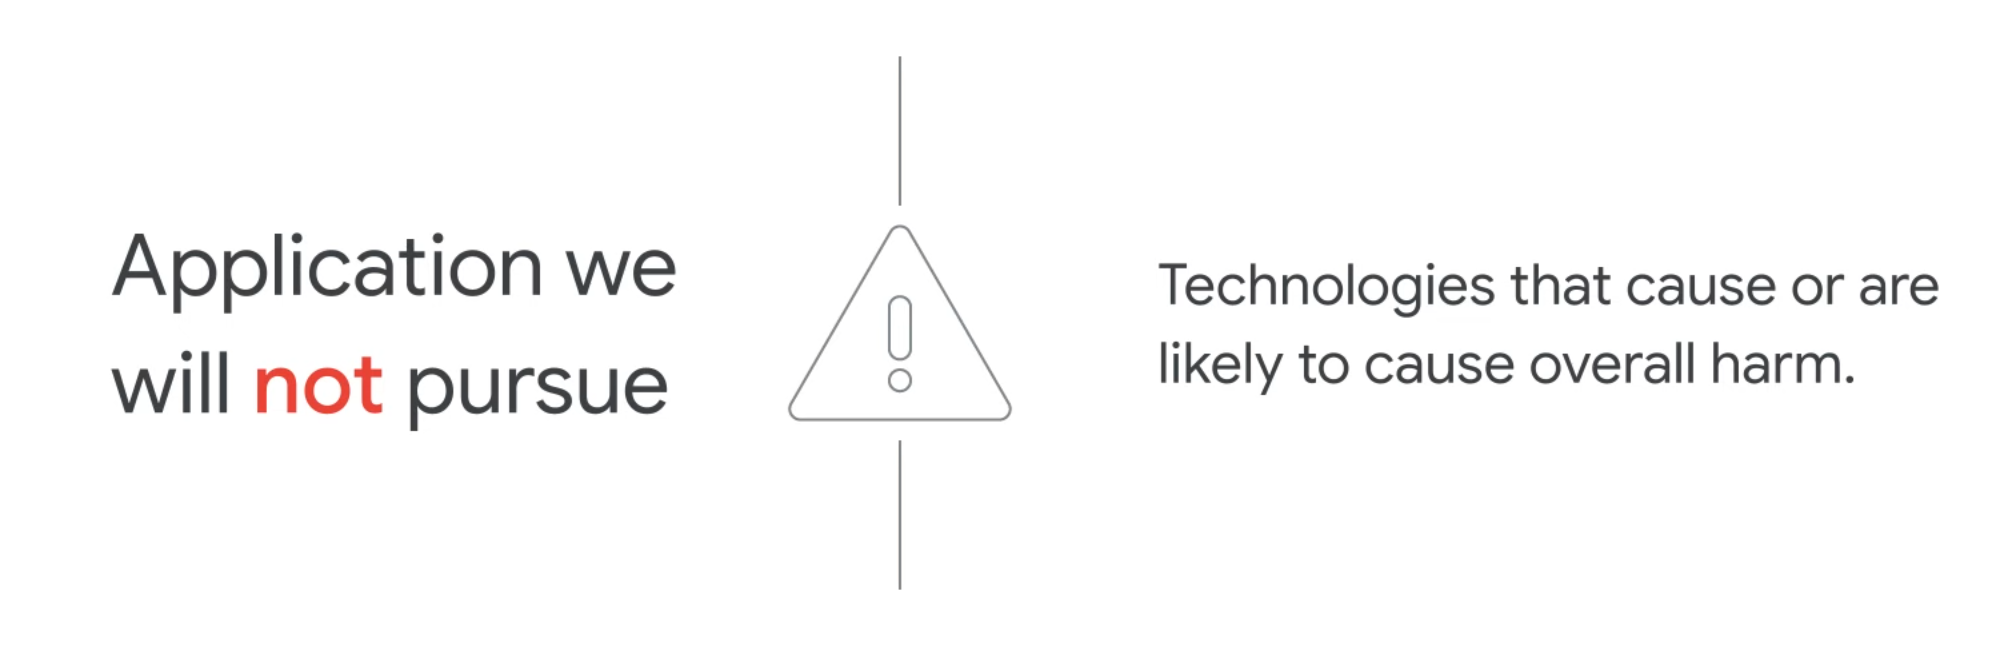 Application we
will not pursue
Technologies that cause or are
likely to cause overall harm.